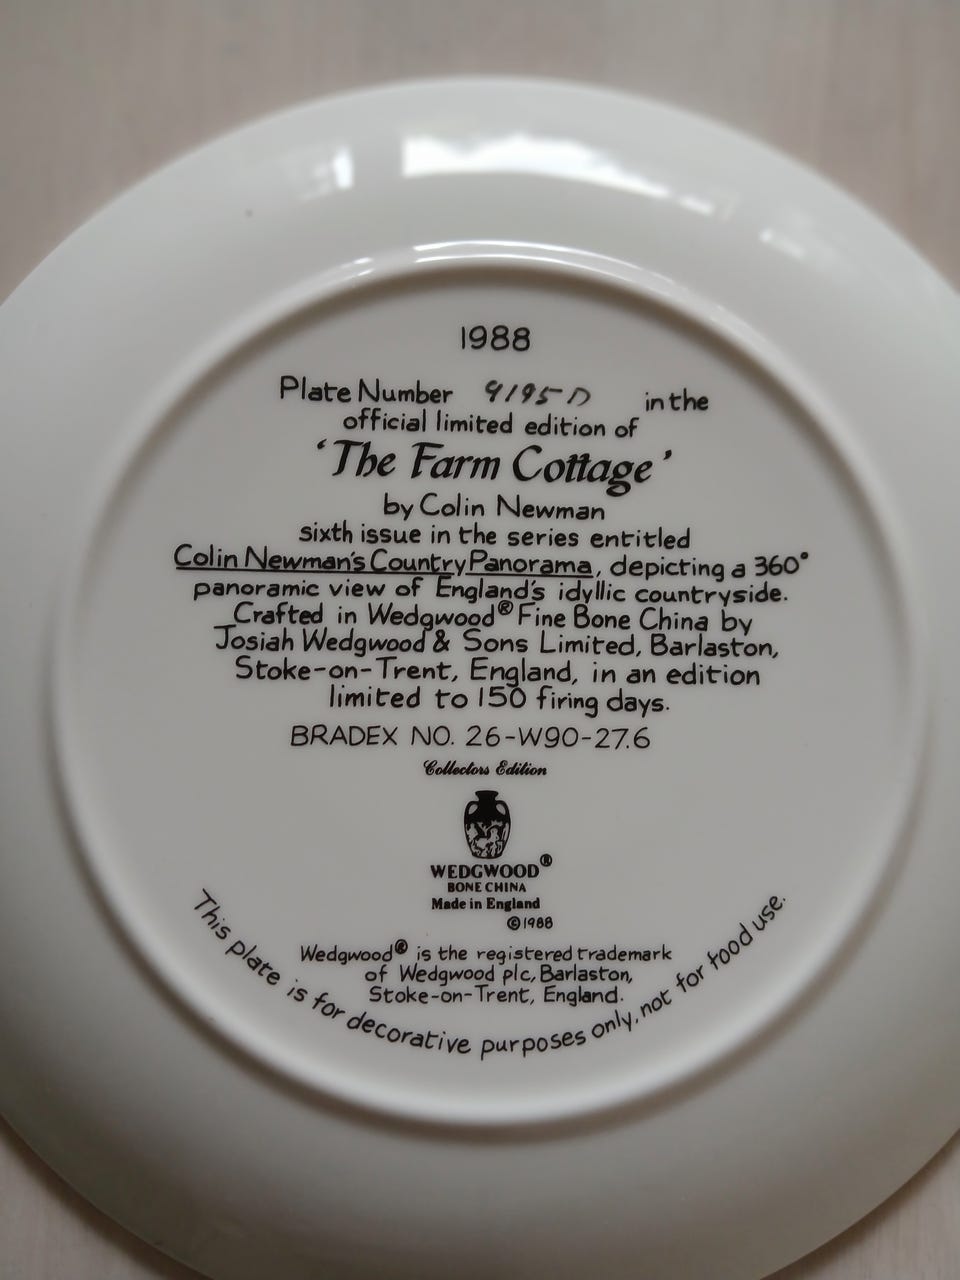 1988
Plate Number 9195D in the
official limited edition of
‘The Farm Cottage’
by Colin Newman
sixth issue in the series entitled
Colin Newman's Country Panorama, depicting a 360°
panoramic view of England's idyllic countryside.
Crafted in Wedgwood® Fine Bone China by
Josiah Wedgwood & Sons Limited, Barlaston,
Stoke-on-Trent, England, in an edition
limited to 150 firing days.
BRADEX NO. 26-W90-27.6
Collectors Edition
WEDGWOOD®
BONE CHINA
Made in England
©1988
Wedgwood® is the registered trademark
of Wedgwood plc, Barlaston,
Stoke-on-Trent, England.
This plate is for decorative purposes only, not for food use.